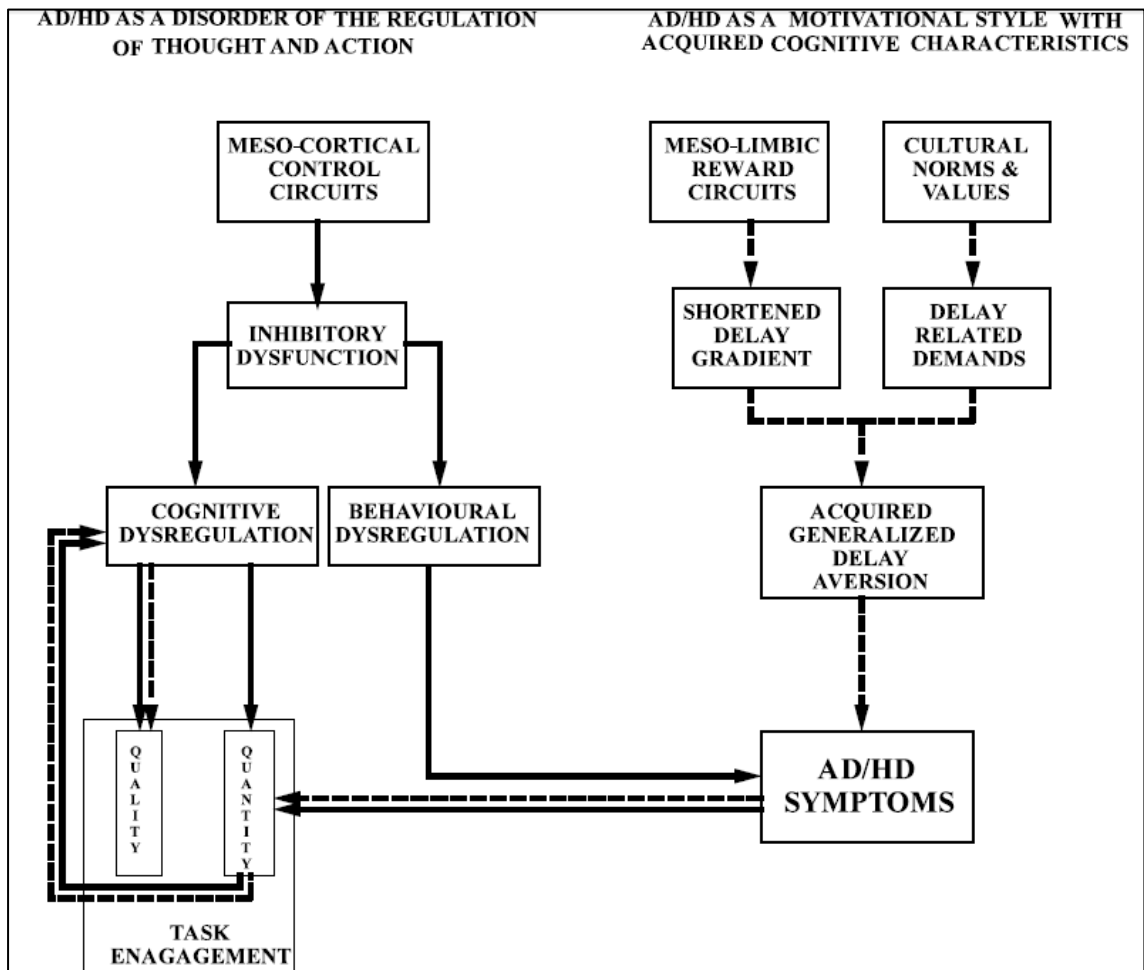 AD/HD AS A DISORDER OF THE REGULATION
OF THOUGHT AND ACTION
AD/HD AS A MOTIVATIONAL STYLE WITH
ACQUIRED COGNITIVE CHARACTERISTICS
MESO-CORTICAL
CONTROL
CIRCUITS
MESO-LIMBIC
REWARD
CIRCUITS
CULTURAL
NORMS &
VALUES
INHIBITORY
DYSFUNCTION
SHORTENED
DELAY
GRADIENT
DELAY
RELATED
DEMANDS
COGNITIVE
DYSREGULATION
BEHAVIOURAL
DYSREGULATION
ACQUIRED
GENERALIZED
DELAY
AVERSION
QUALITY
QUANTITY
AD/HD
SYMPTOMS
TASK
ENAGAGEMENT